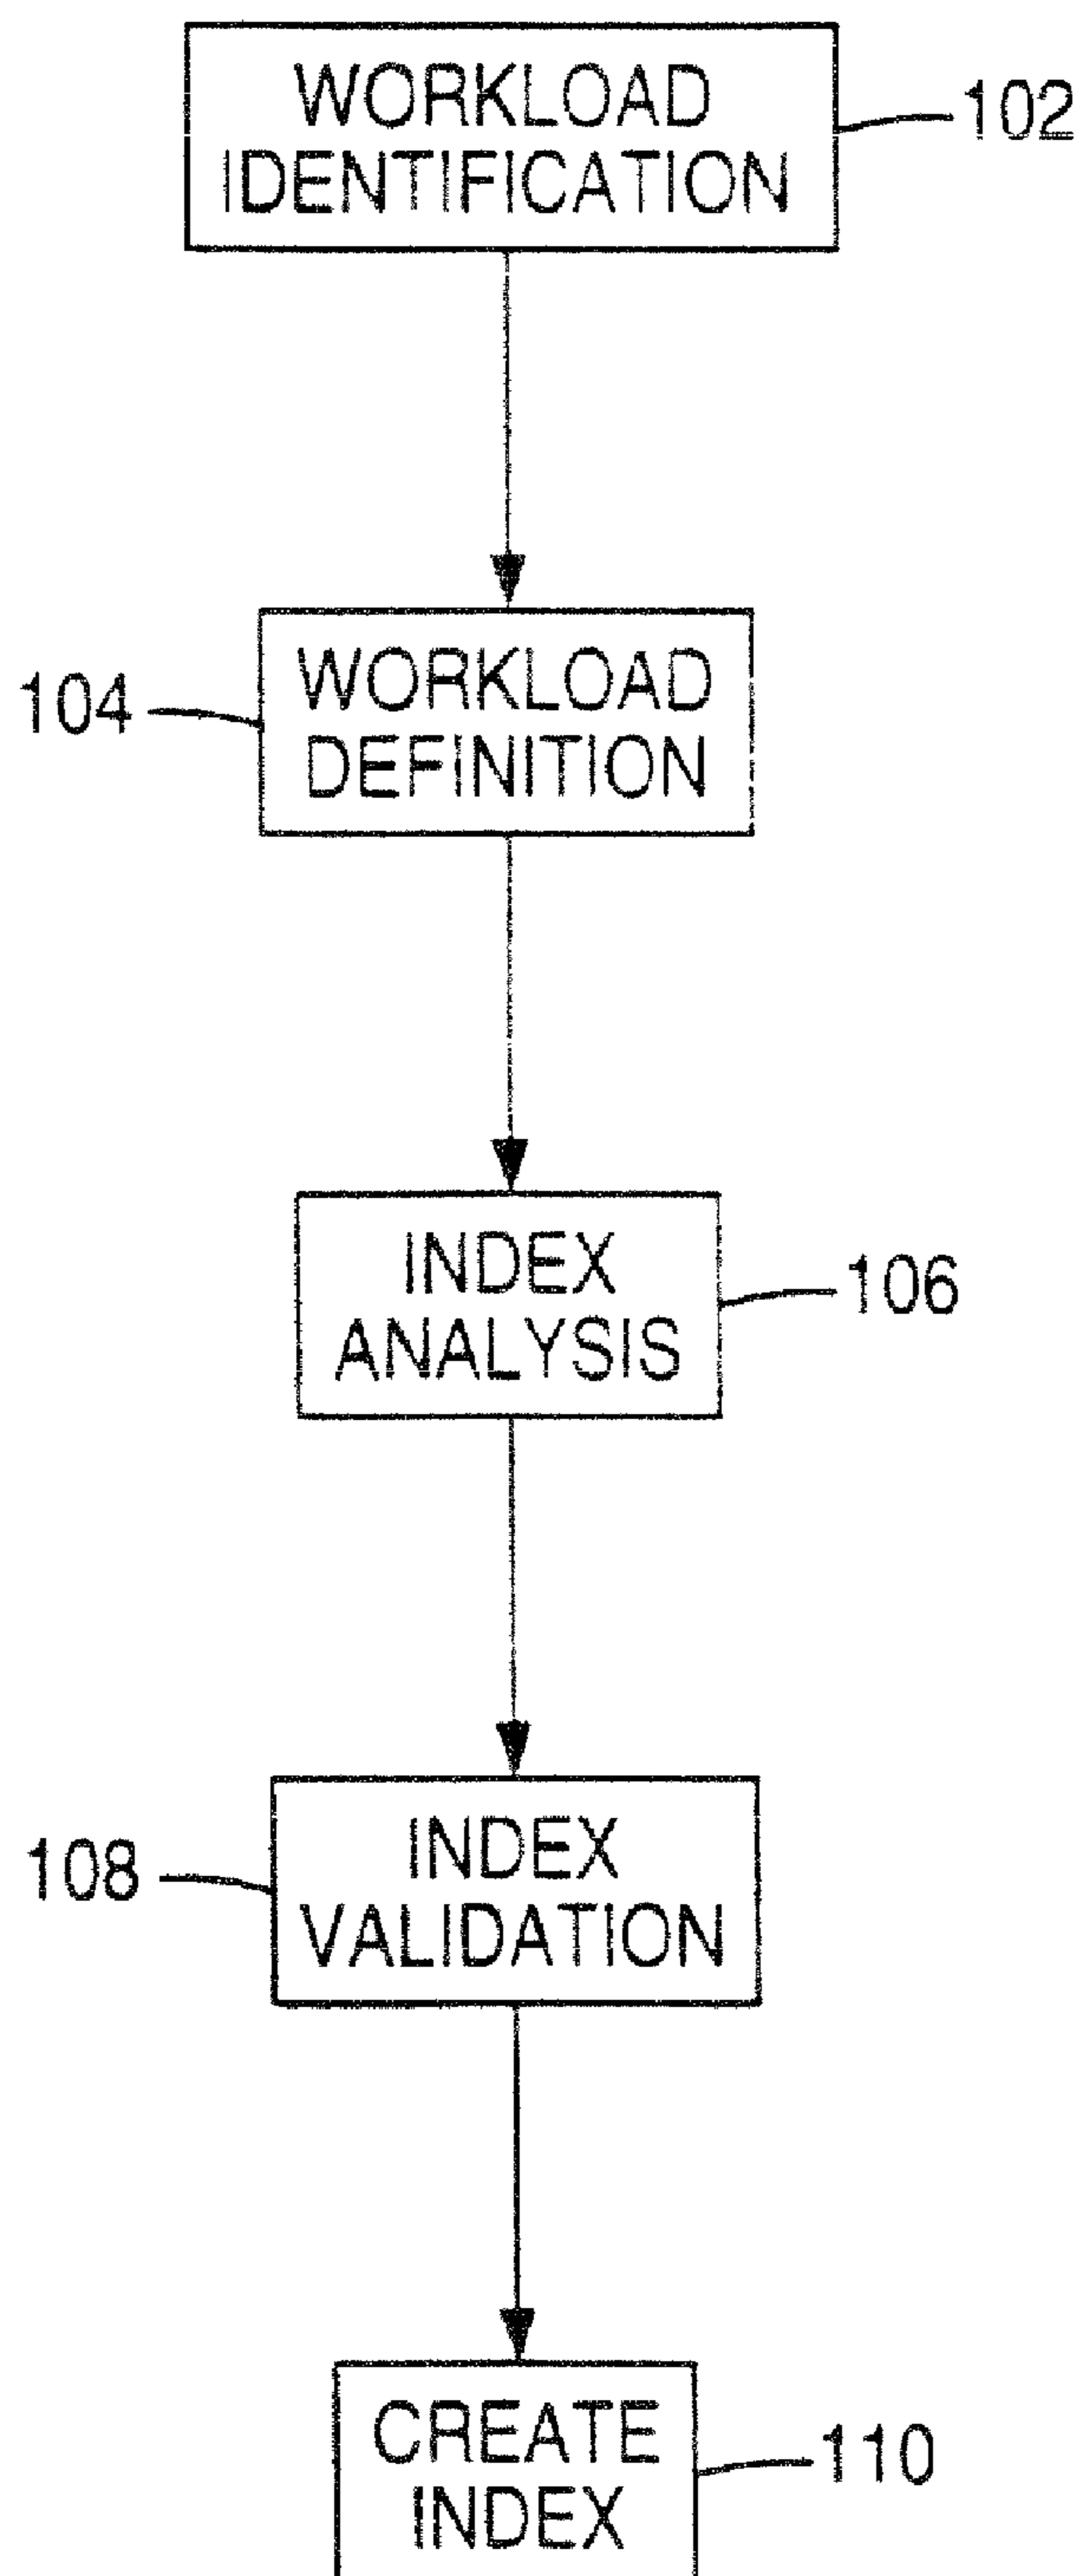 WORKLOAD
IDENTIFICATION
102
104
WORKLOAD
DEFINITION
INDEX
ANALYSIS
106
108
INDEX
VALIDATION
CREATE
INDEX
110